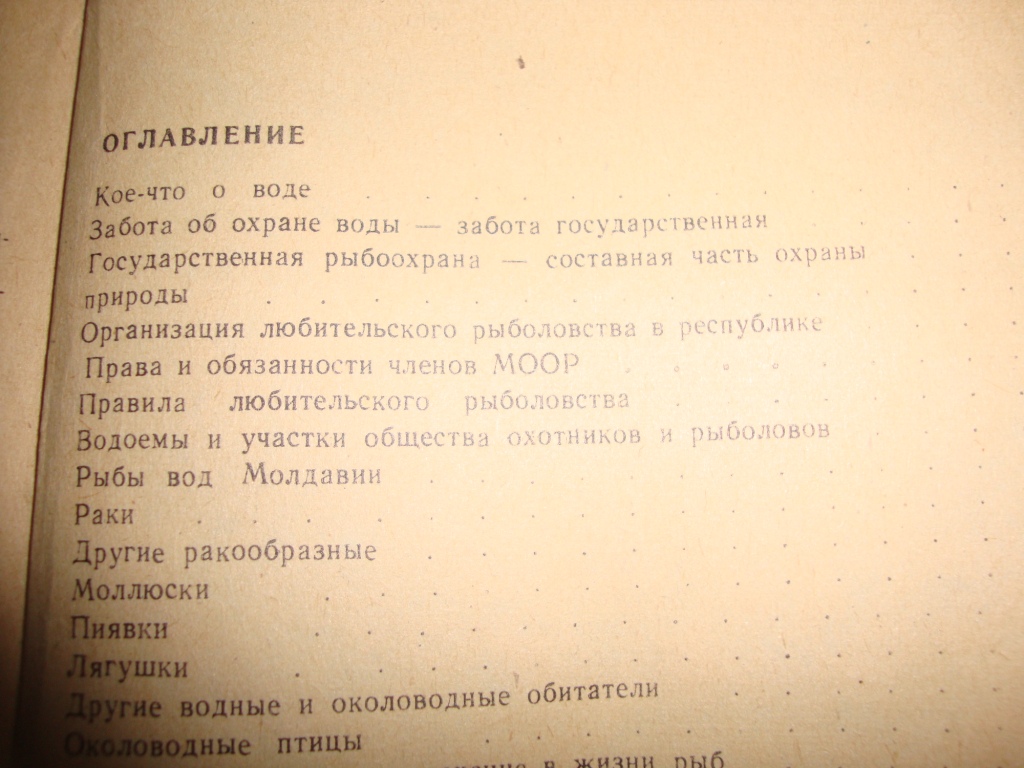 ОГЛАВЛЕНИЕ
Кое-что о воде
Забота об охране воды — забота государственная
Государственная рыбоохрана — составная часть охраны
природы
Организация любительского рыболовства в республике
Права и обязанности членов МООР
Правила любительского рыболовства
Водоемы и участки общества охотников и рыболовов
Рыбы вод Молдавии
Раки
Другие ракообразные
Моллюски
Пиявки
Лягушки
Другие водные и околоводные обитатели
Околоводные птицы
в жизни рыб